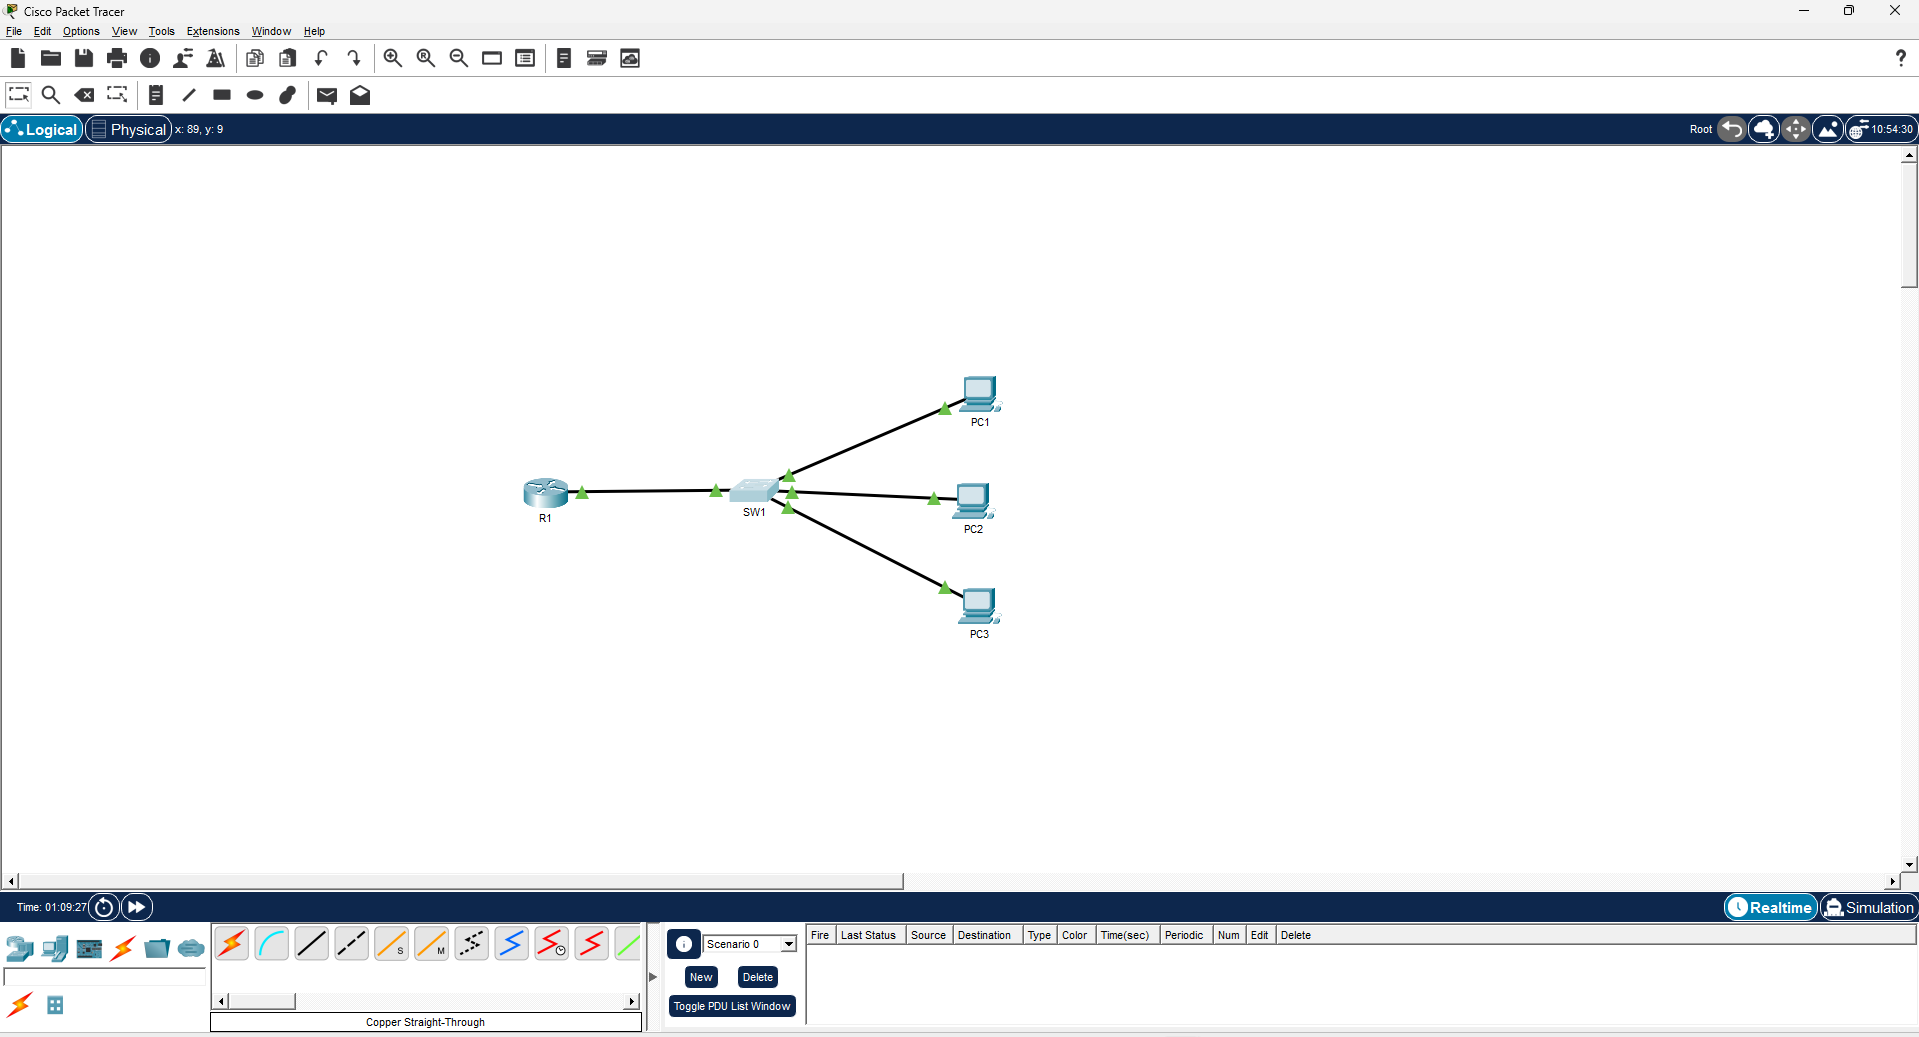 Cisco Packet Tracer
File Edit Options View Tools Extensions Window Help
?
Logical Physical x: 89, y: 9 Root 10:54:30
PC1
R1
SW1
PC2
PC3
Time: 01:09:27 Realtime Simulation
S M
Scenario 0
New Delete
Toggle PDU List Window
Fire Last Status Source Destination Type Color Time(sec) Periodic Num Edit Delete
Copper Straight-Through